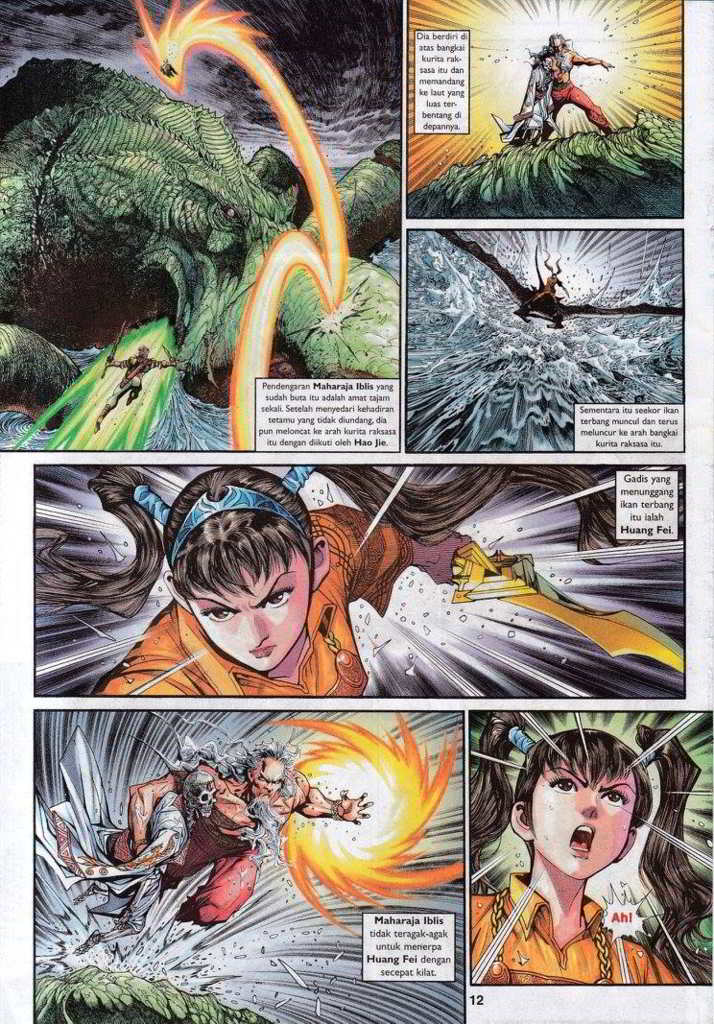 Pendengaran Maharaja Iblis yang
sudah buta itu adalah amat tajam
sekali. Setelah menyedari kehadiran
tetamu yang tidak diundang, dia
pun meloncat ke arah kurita raksasa
itu dengan diikuti oleh Hao Jie.
Dia berdiri di
atas bangkai
kurita rak-
sasa itu dan
memandang
ke laut yang
luas ter-
bentang di
depannya.
Sementara itu seekor ikan
terbang muncul dan terus
meluncur ke arah bangkai
kurita raksasa itu.
Gadis yang
menunggang
ikan terbang
itu ialah
Huang Fei.
Maharaja Iblis
tidak teragak-agak
untuk menerpa
Huang Fei dengan
secepat kilat.
Ah!
12